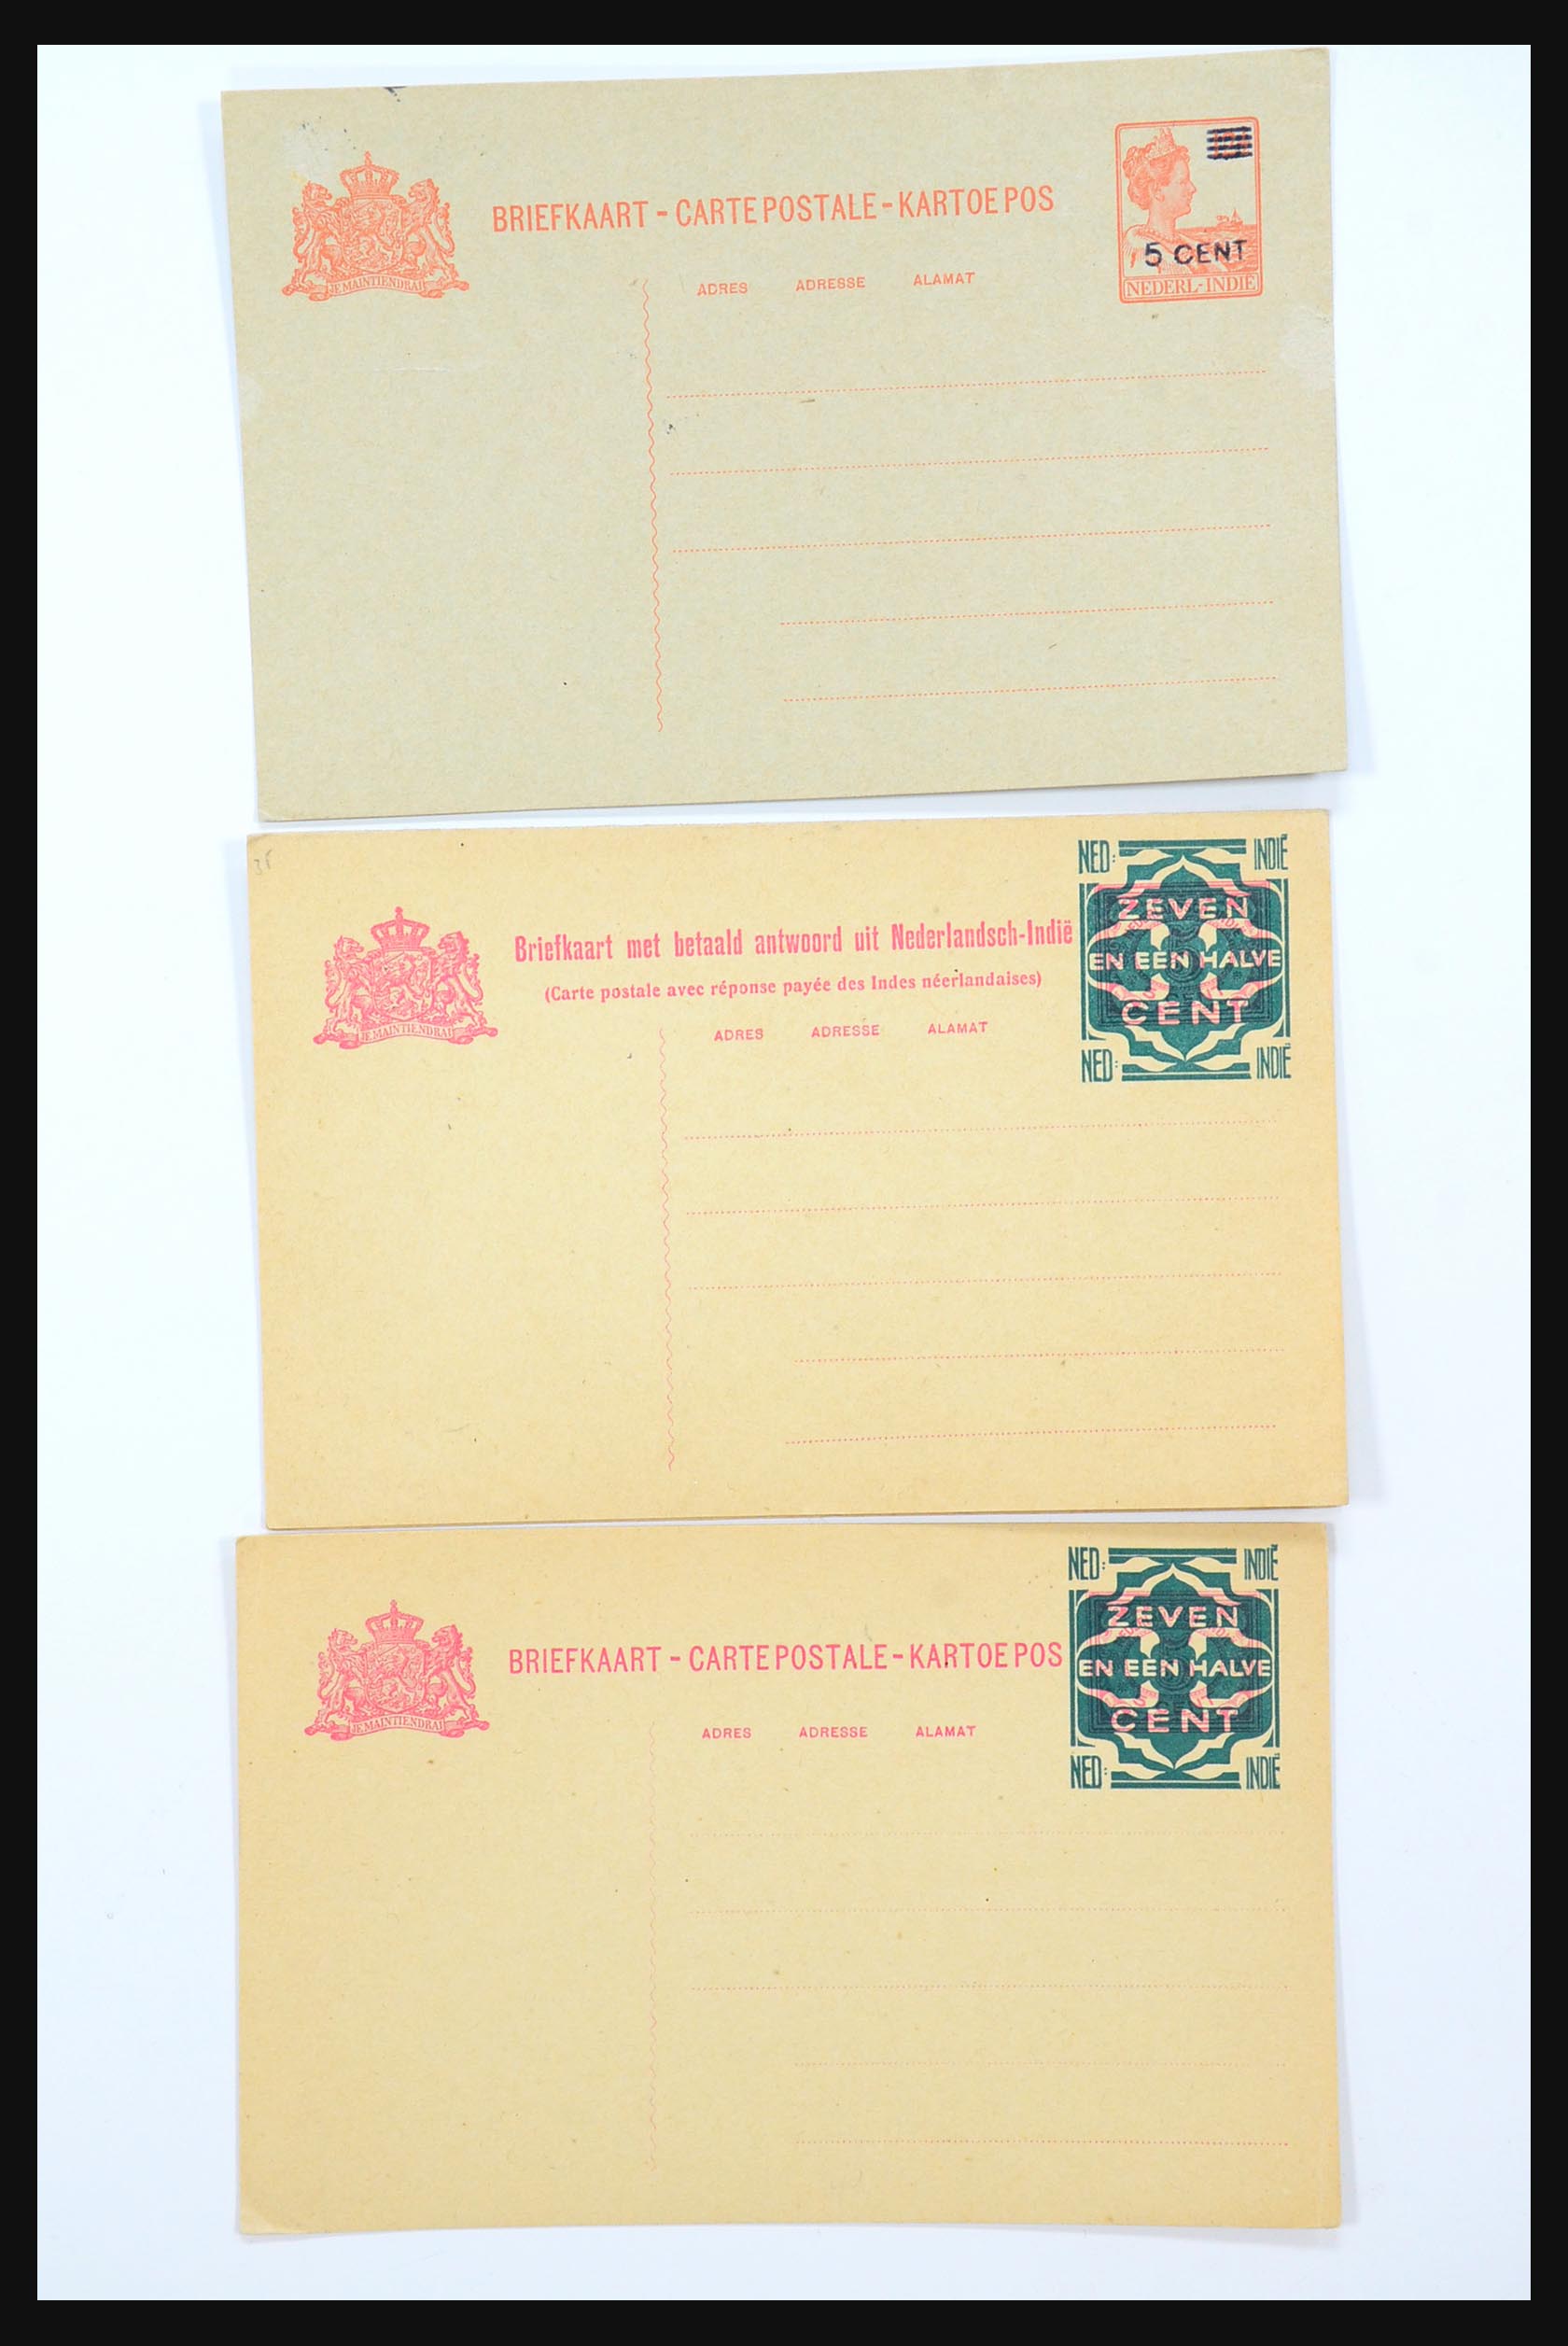 BRIEFKAART - CARTE POSTALE - KARTOE POS
JE MAINTIENDRAI
ADRES ADRESSE ALAMAT
5 CENT
NEDERL-INDIË
38
NED: INDIË
ZEVEN
EN EEN HALVE
CENT
NED: INDIË
Briefkaart met betaald antwoord uit Nederlandsch-Indië
(Carte postale avec réponse payée des Indes néerlandaises)
JE MAINTIENDRAI
ADRES ADRESSE ALAMAT
NED: INDIË
ZEVEN
EN EEN HALVE
CENT
NED: INDIË
BRIEFKAART - CARTE POSTALE - KARTOE POS
JE MAINTIENDRAI
ADRES ADRESSE ALAMAT